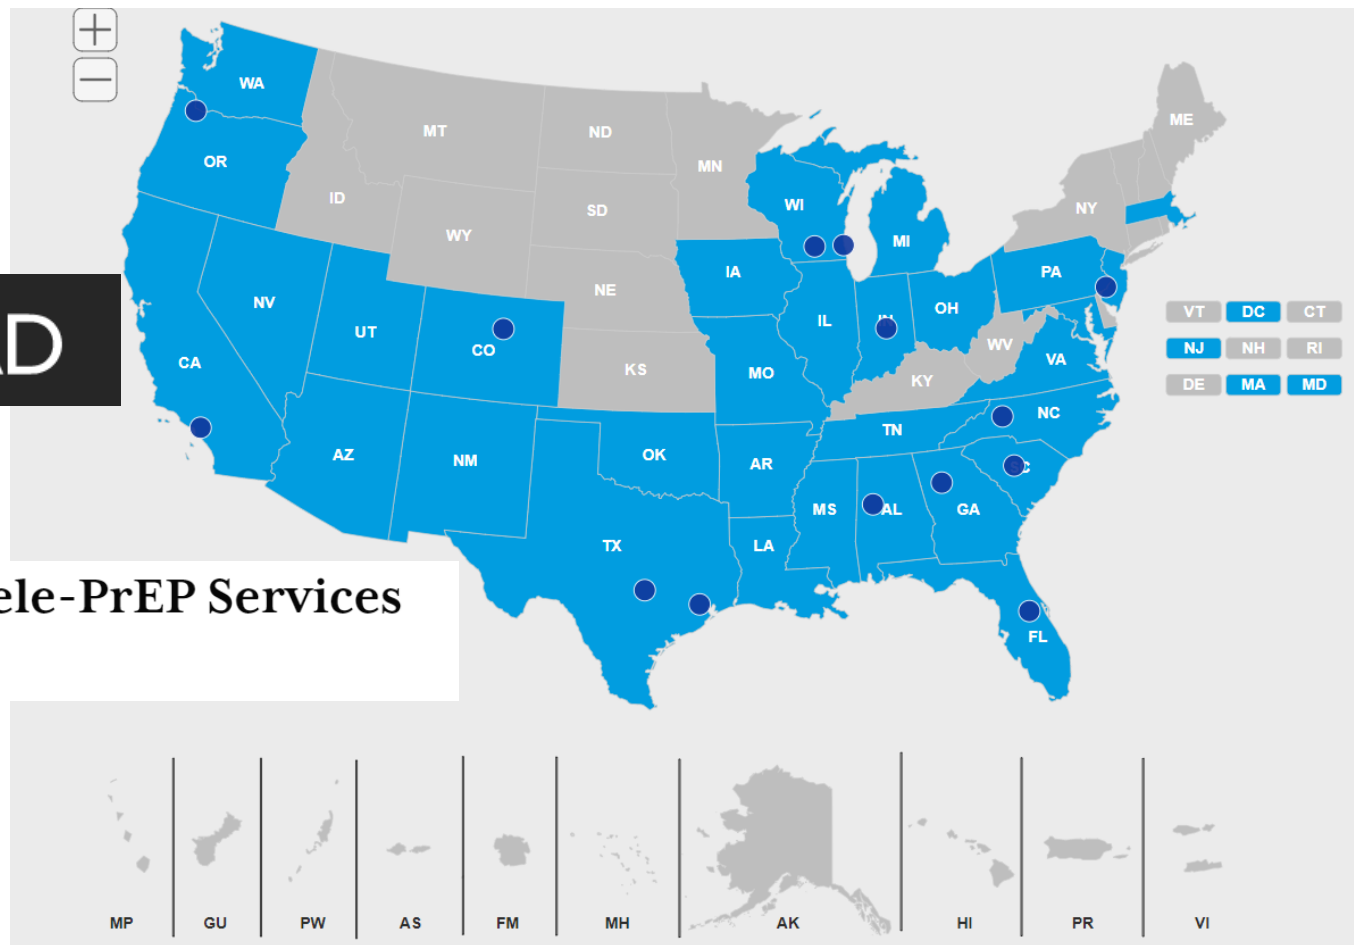 +
−
WA
MT
ND
ME
OR
MN
ID
SD
WI
NY
WY
MI
IA
PA
NE
NV
OH
VT DC CT
UT
IL
IN
CO
WV
NJ NH RI
CA
KS
MO
VA
KY
DE MA MD
D
NC
TN
AZ
NM
OK
AR
SC
MS
AL
GA
TX
LA
ele-PrEP Services
FL
MP GU PW AS FM MH AK HI PR VI